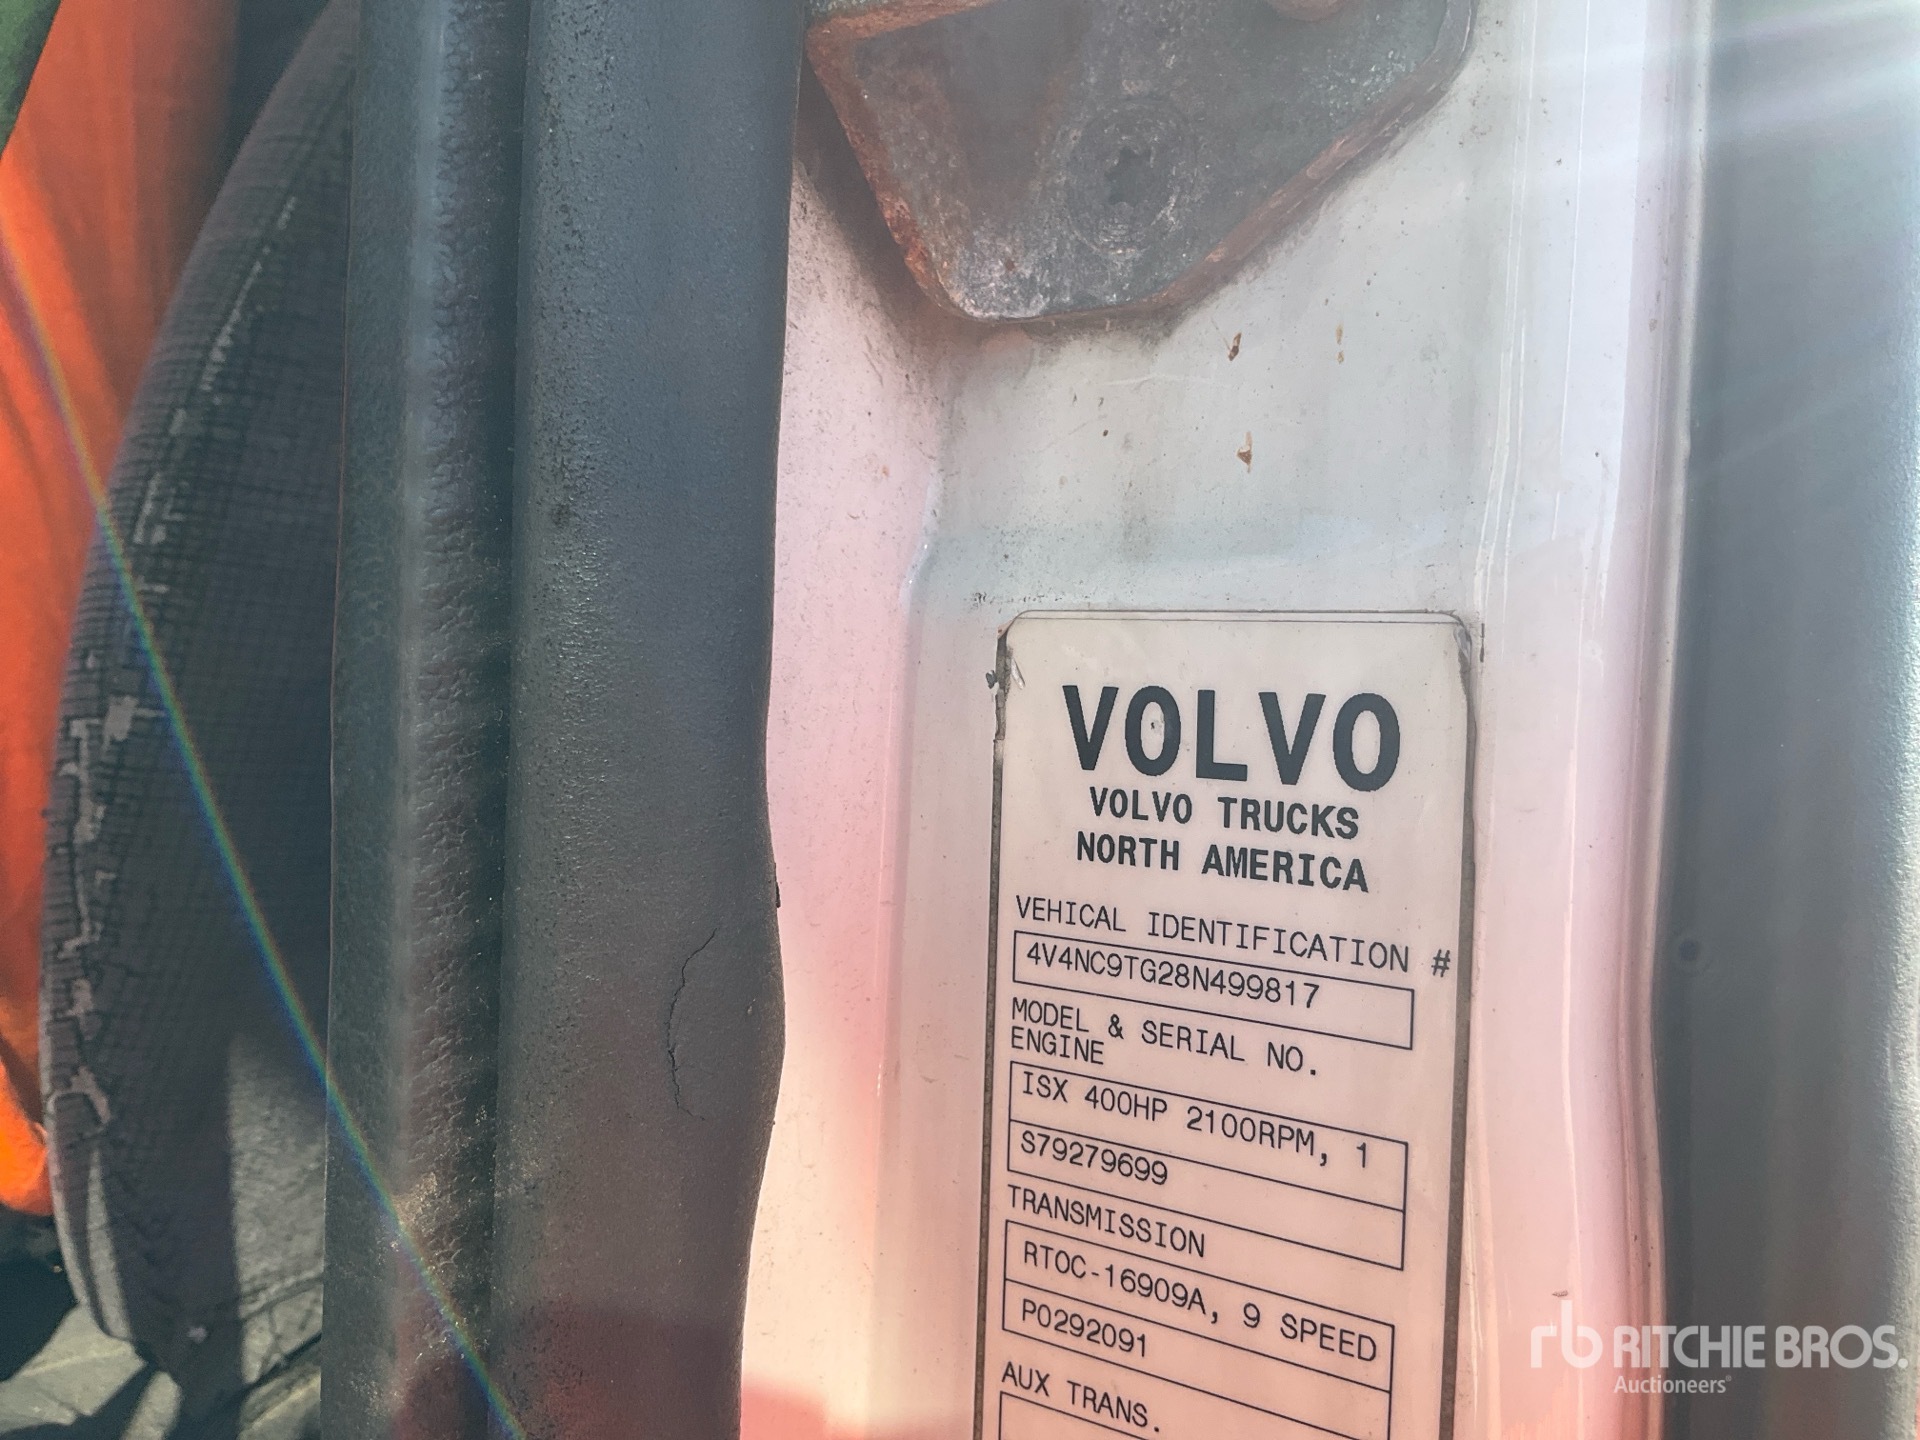 VOLVO
VOLVO TRUCKS
NORTH AMERICA
VEHICAL IDENTIFICATION #
4V4NC9TG28N499817
MODEL & SERIAL NO.
ENGINE
ISX 400HP 2100RPM, 1
S79279699
TRANSMISSION
RTOC-16909A, 9 SPEED
P0292091
AUX TRANS.
rb RITCHIE BROS.
Auctioneers